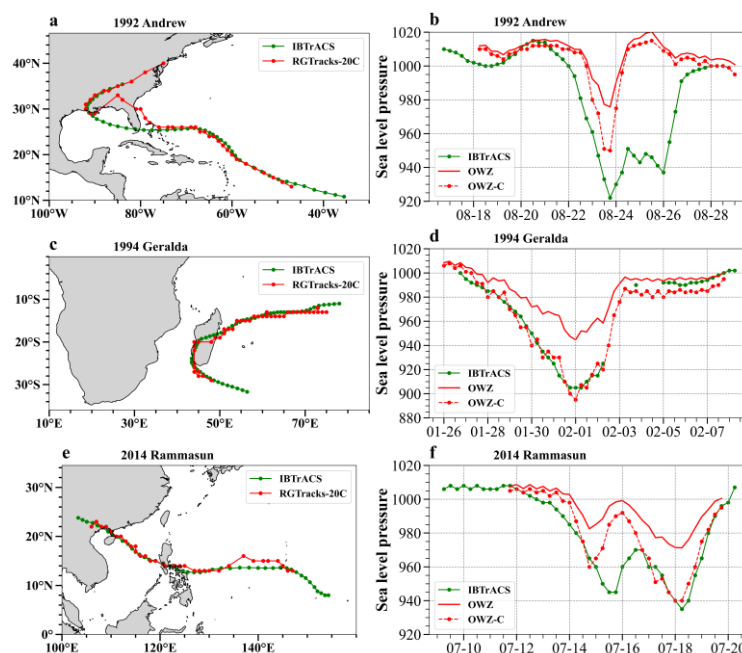 a 1992 Andrew
IBTrACS
RGTracks-20C
40°N
30°N
20°N
10°N
100°W 80°W 60°W 40°W
b 1992 Andrew
Sea level pressure
1020
1000
980
960
940
920
IBTrACS
OWZ
OWZ-C
08-18 08-20 08-22 08-24 08-26 08-28
c 1994 Geralda
IBTrACS
RGTracks-20C
10°S
20°S
30°S
10°E 30°E 50°E 70°E
d 1994 Geralda
Sea level pressure
1020
1000
980
960
940
920
900
880
IBTrACS
OWZ
OWZ-C
01-26 01-28 01-30 02-01 02-03 02-05 02-07
e 2014 Rammasun
IBTrACS
RGTracks-20C
30°N
20°N
10°N
0°
100°E 120°E 140°E
f 2014 Rammasun
Sea level pressure
1020
1000
980
960
940
920
IBTrACS
OWZ
OWZ-C
07-10 07-12 07-14 07-16 07-18 07-20